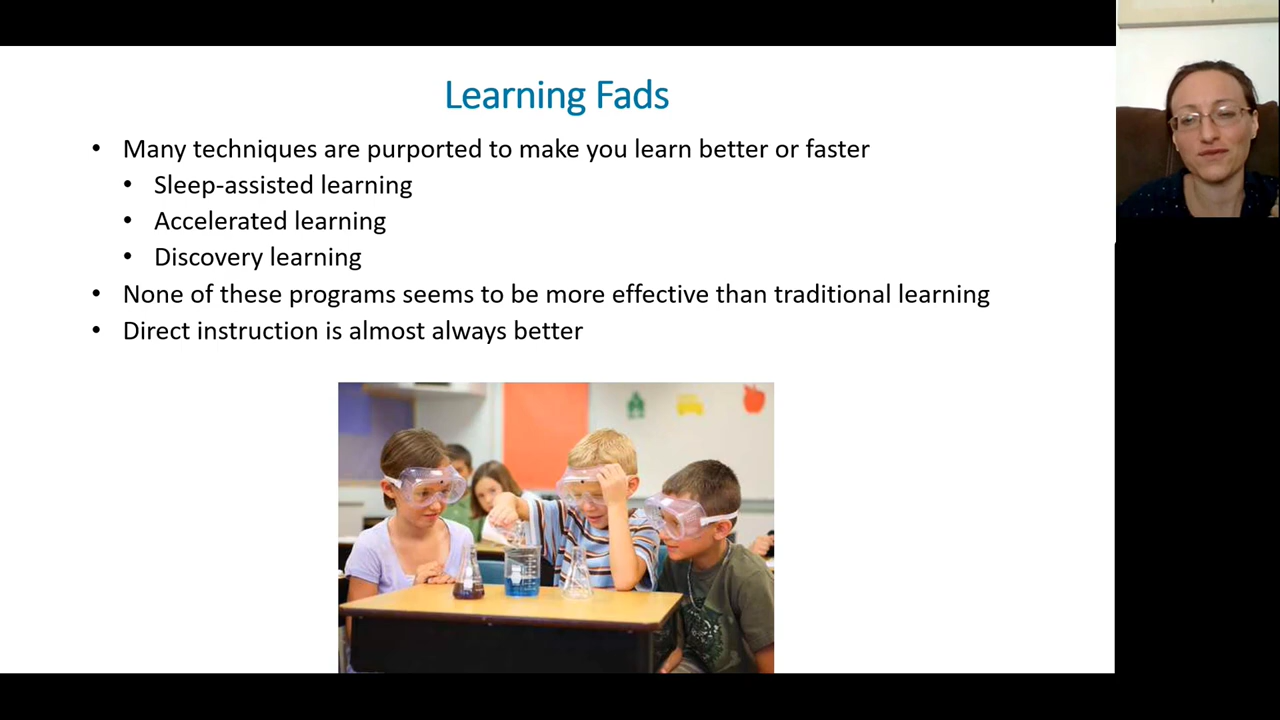 Learning Fads
• Many techniques are purported to make you learn better or faster
• Sleep-assisted learning
• Accelerated learning
• Discovery learning
• None of these programs seems to be more effective than traditional learning
• Direct instruction is almost always better